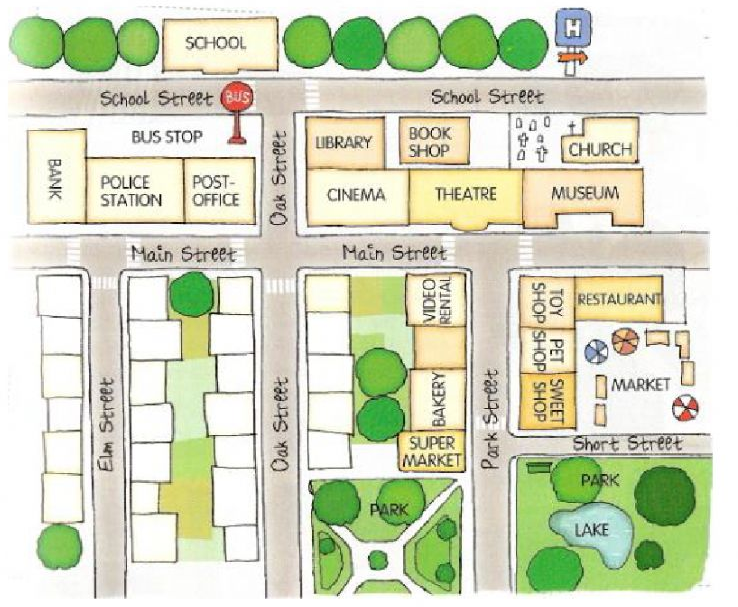 H
SCHOOL
School Street
BUS
School Street
BUS STOP
Oak Street
LIBRARY
BOOK
SHOP
CHURCH
BANK
POLICE
STATION
POST-
OFFICE
CINEMA
THEATRE
MUSEUM
Main Street
Main Street
VIDEO
RENTAL
TOY
SHOP
RESTAURANT
PET
SHOP
SWEET
SHOP
MARKET
BAKERY
Elm Street
Oak Street
Park Street
SUPER
MARKET
Short Street
PARK
PARK
LAKE